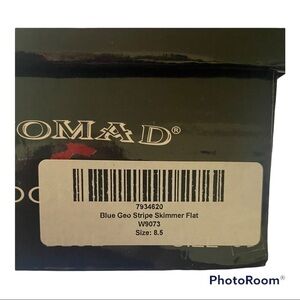 OMAD®
7934620
Blue Geo Stripe Skimmer Flat
W9073
Size: 8.5
PhotoRoom®